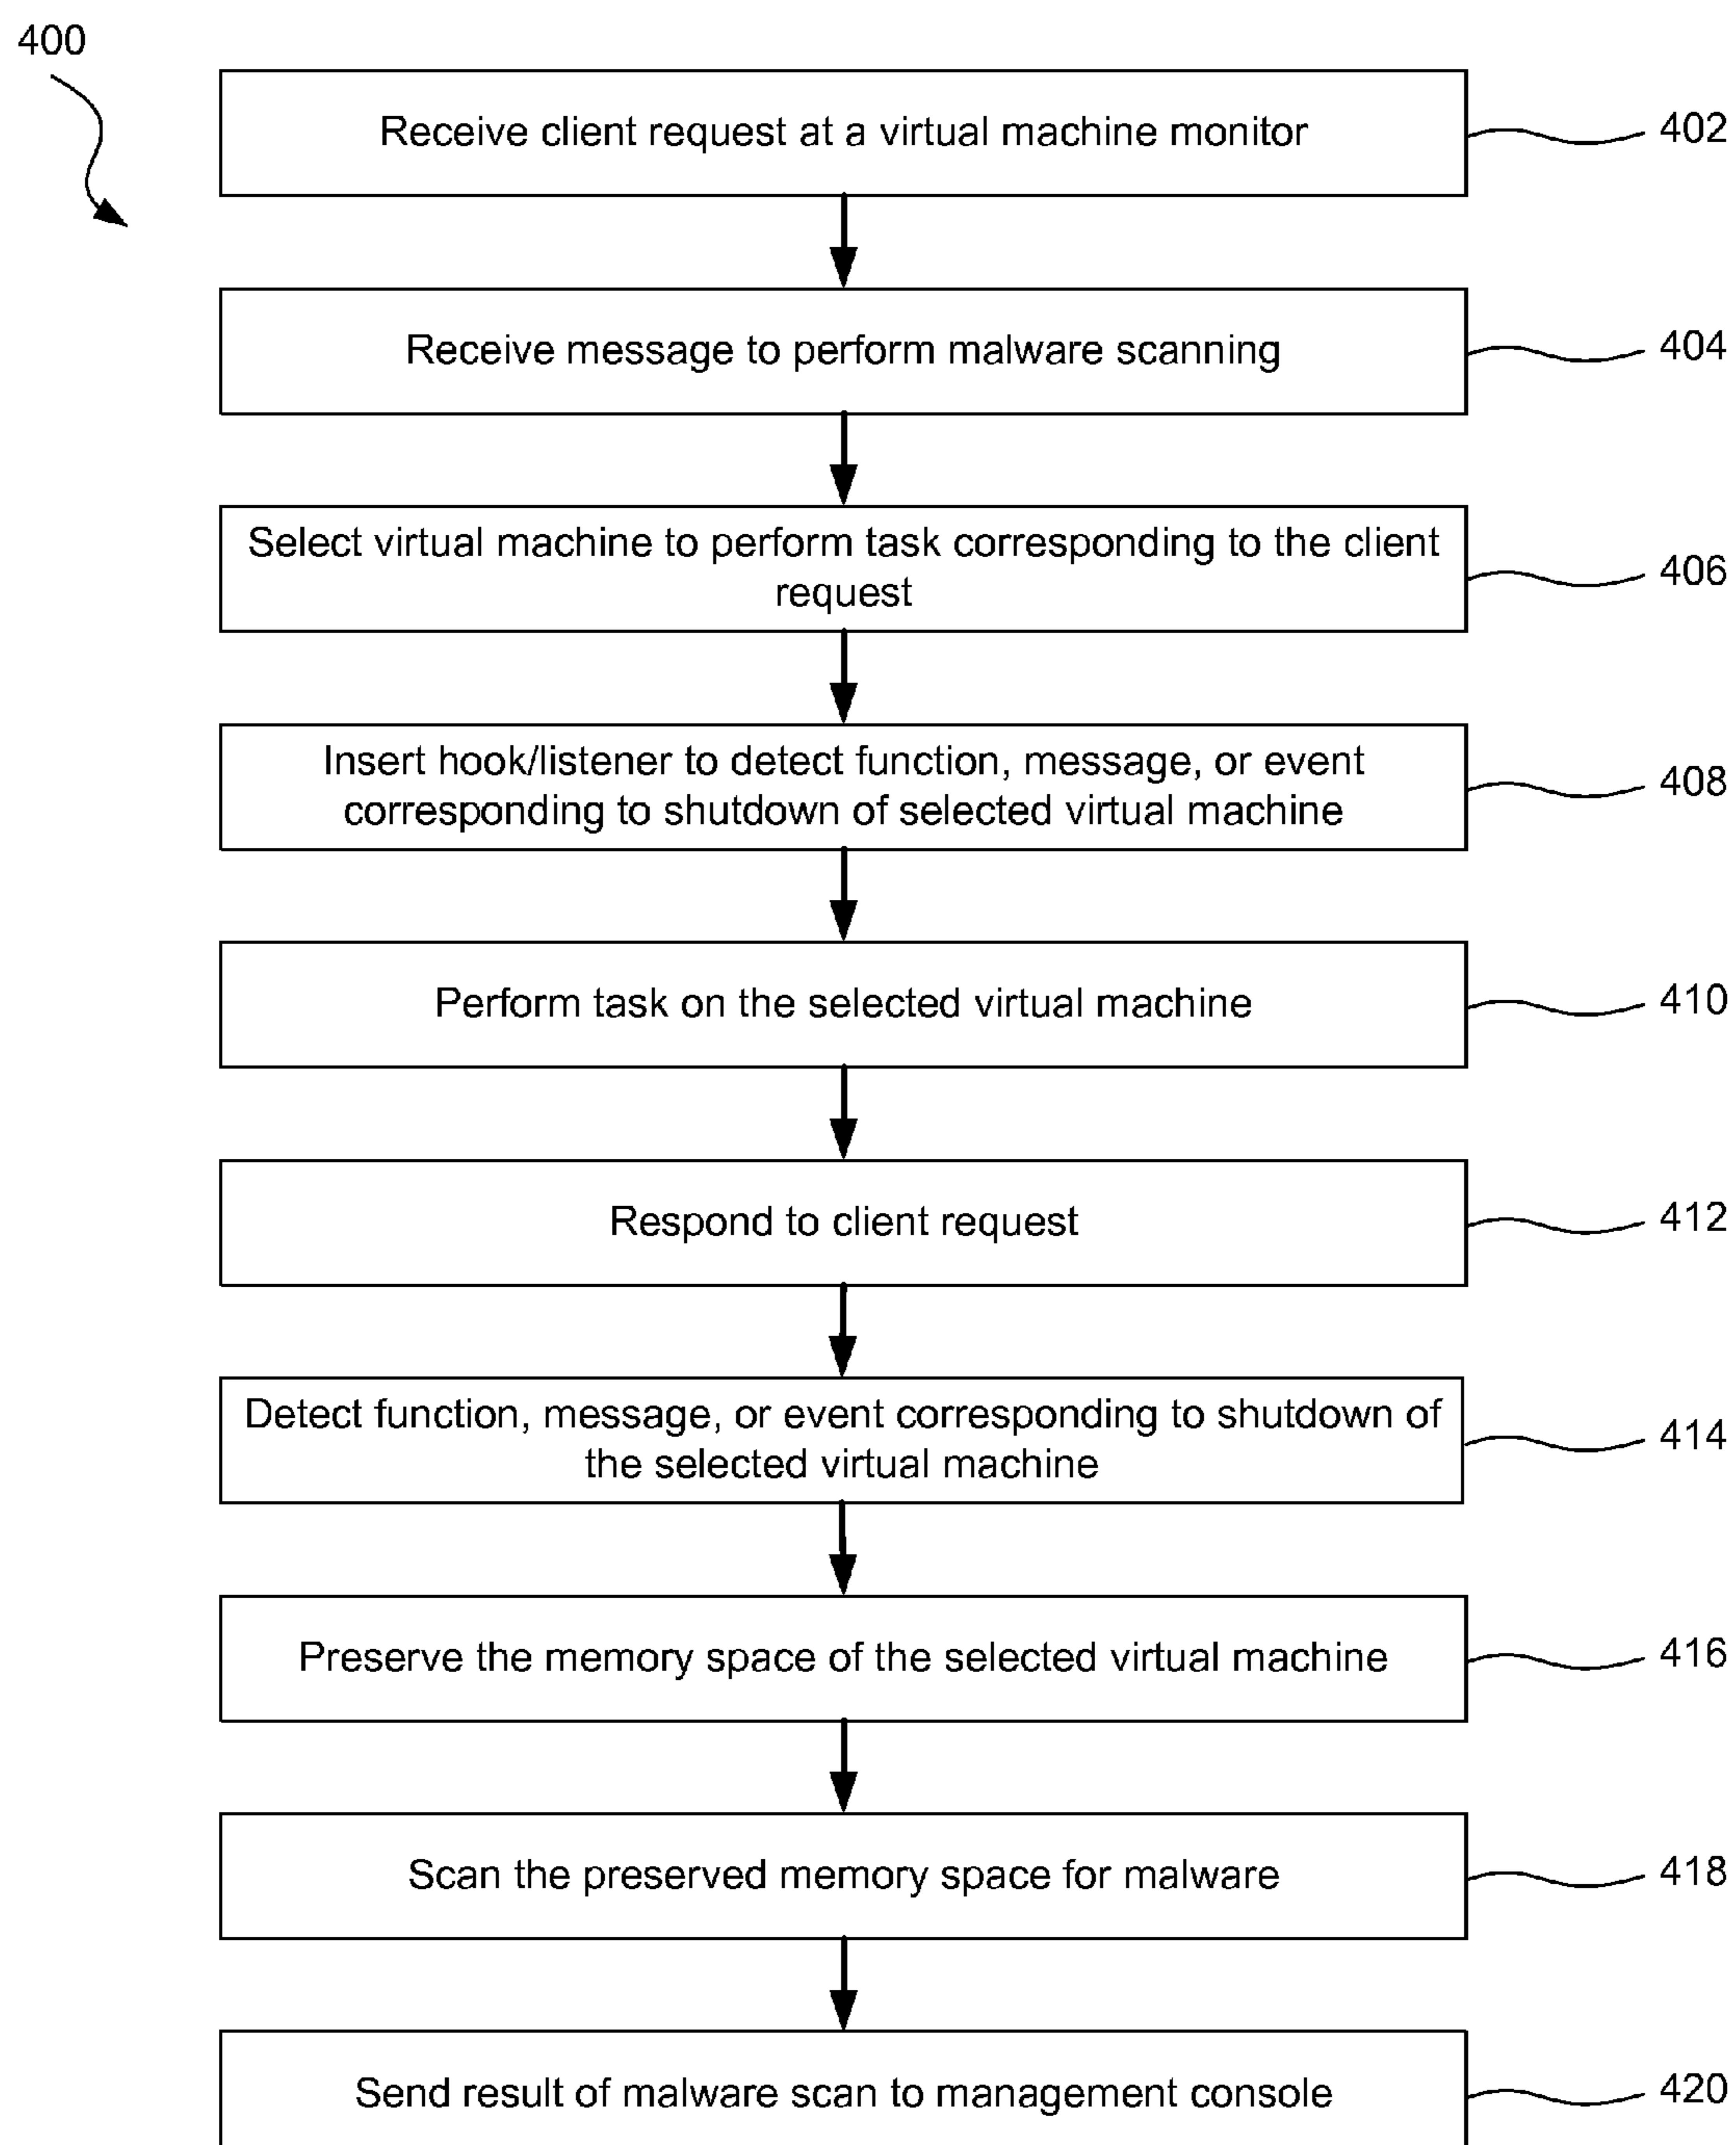 400
Receive client request at a virtual machine monitor
402
Receive message to perform malware scanning
404
Select virtual machine to perform task corresponding to the client
request
406
Insert hook/listener to detect function, message, or event
corresponding to shutdown of selected virtual machine
408
Perform task on the selected virtual machine
410
Respond to client request
412
Detect function, message, or event corresponding to shutdown of
the selected virtual machine
414
Preserve the memory space of the selected virtual machine
416
Scan the preserved memory space for malware
418
Send result of malware scan to management console
420